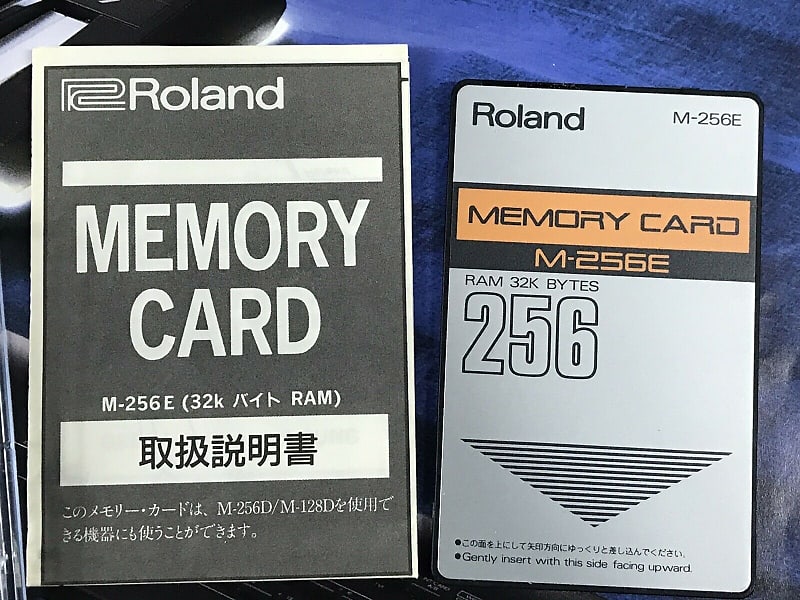 Roland
MEMORY
CARD
M-256E (32k バイト RAM)
取扱説明書
このメモリー・カードは、M-256D/M-128Dを使用で
きる機器にも使うことができます。
Roland M-256E
MEMORY CARD
M-256E
RAM 32K BYTES
256
●この面を上にして矢印方向にゆっくりと差し込んでください。
●Gently insert with this side facing upward.